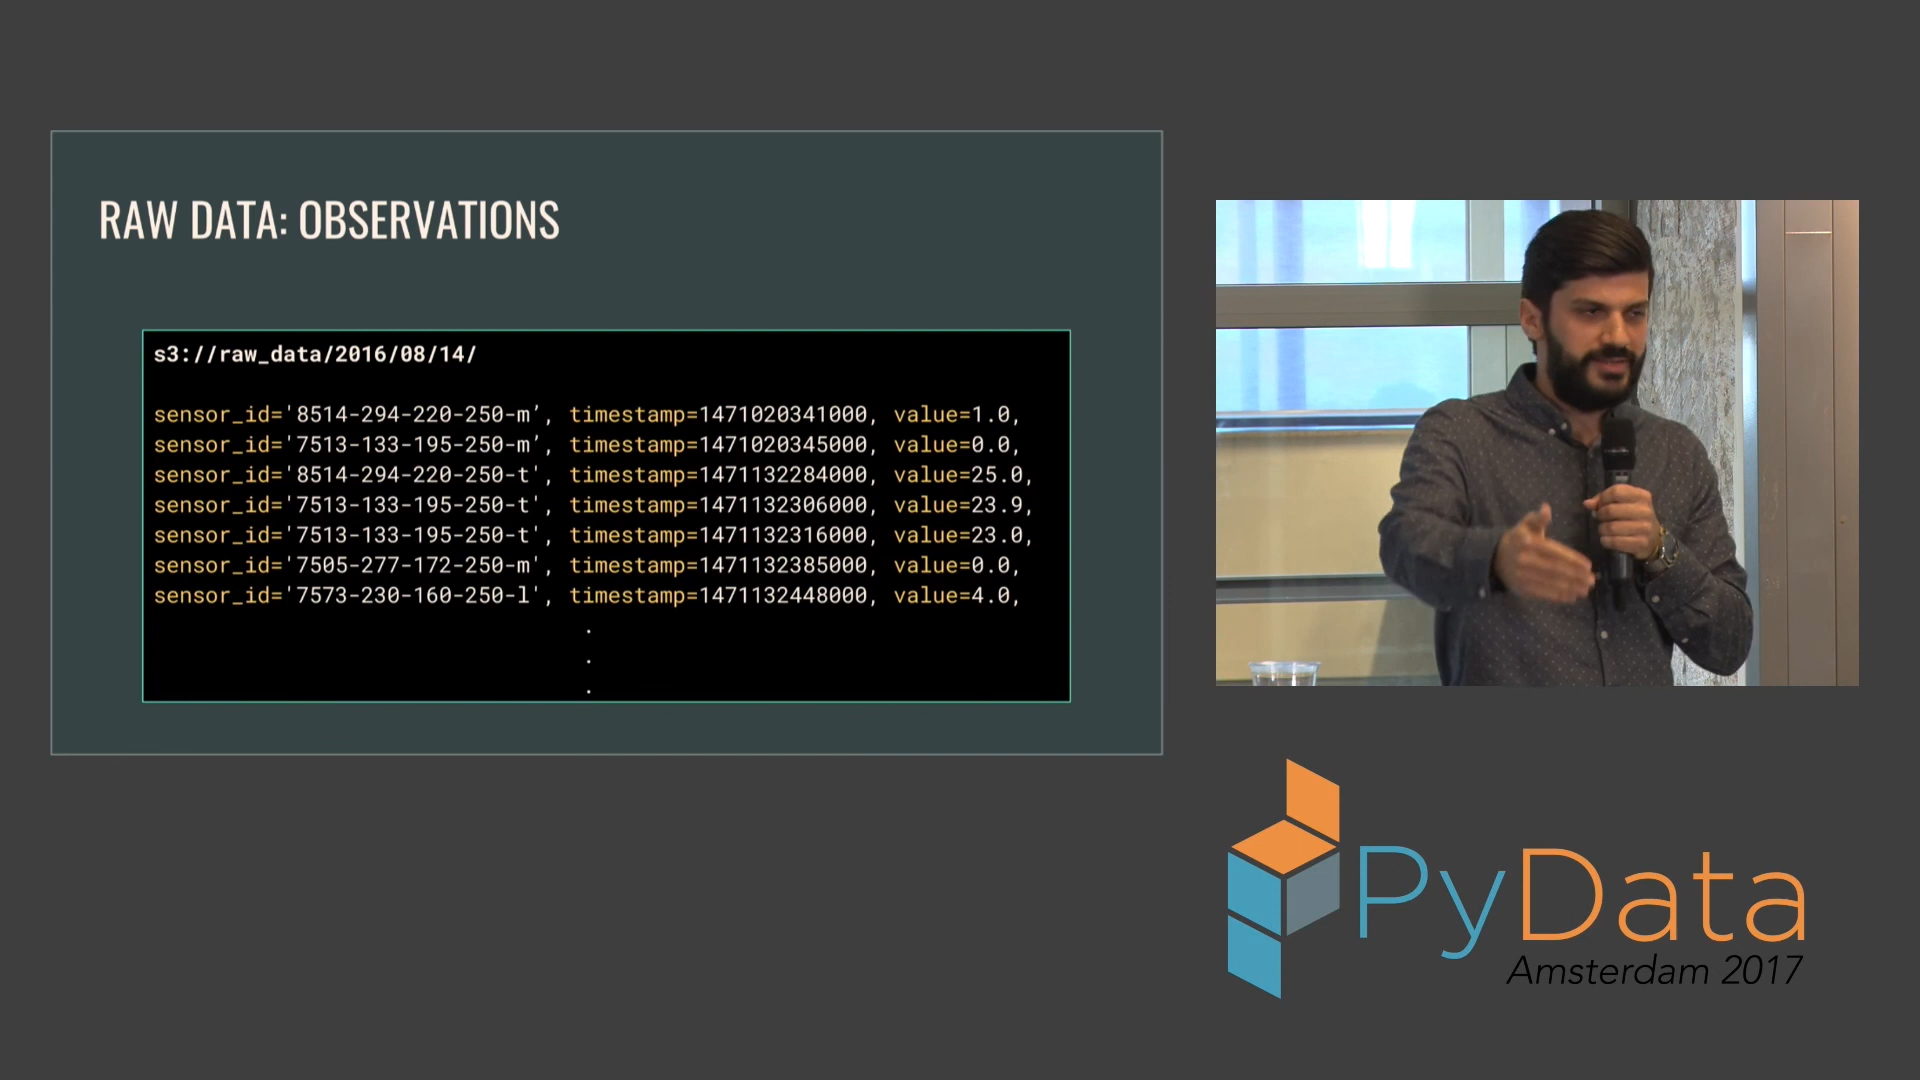 RAW DATA: OBSERVATIONS
s3://raw_data/2016/08/14/
sensor_id='8514-294-220-250-m’, timestamp=1471020341000, value=1.0,
sensor_id='7513-133-195-250-m’, timestamp=1471020345000, value=0.0,
sensor_id='8514-294-220-250-t', timestamp=1471132284000, value=25.0,
sensor_id='7513-133-195-250-t', timestamp=1471132306000, value=23.9,
sensor_id='7513-133-195-250-t', timestamp=1471132316000, value=23.0,
sensor_id='7505-277-172-250-m', timestamp=1471132385000, value=0.0,
sensor_id='7573-230-160-250-l', timestamp=1471132448000, value=4.0,
.
.
.
PyData
Amsterdam 2017